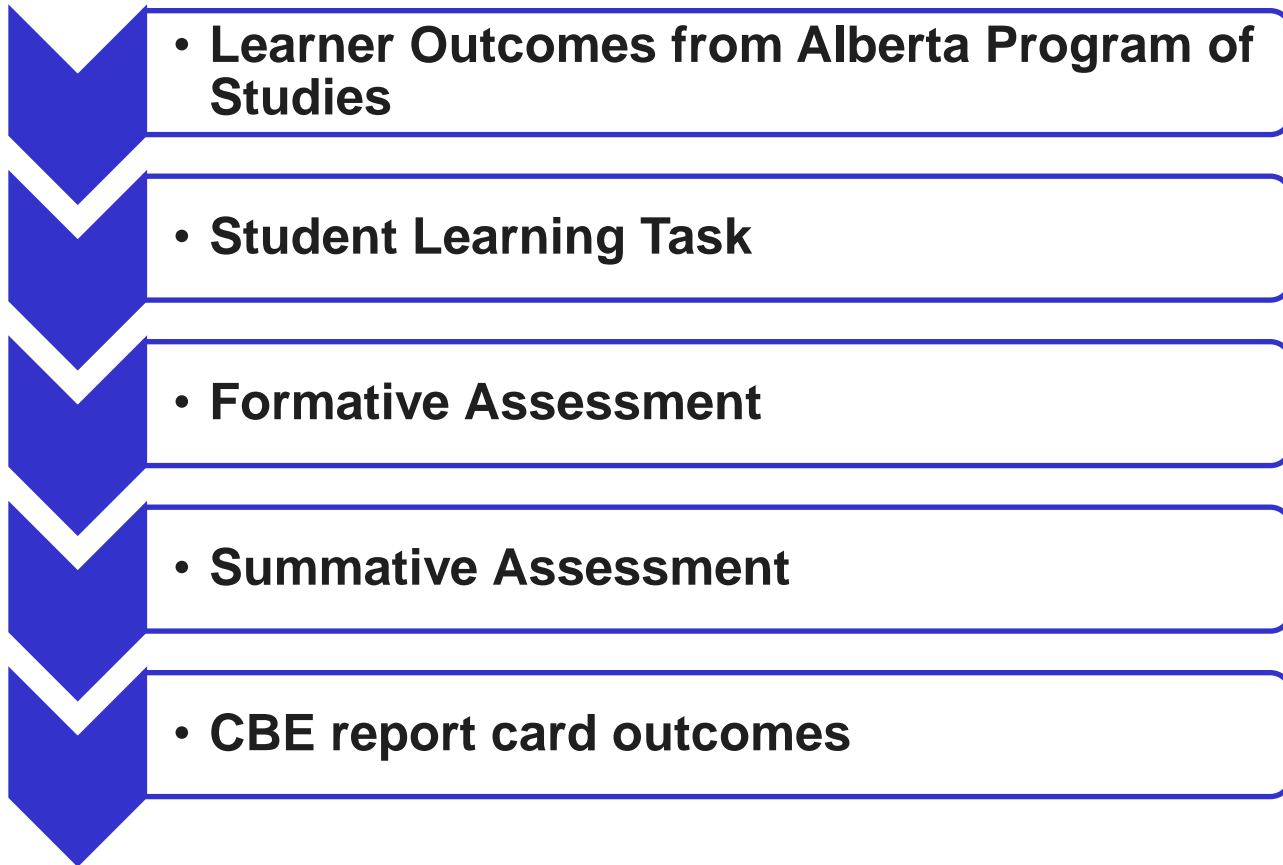 • Learner Outcomes from Alberta Program of
Studies
• Student Learning Task
• Formative Assessment
• Summative Assessment
• CBE report card outcomes